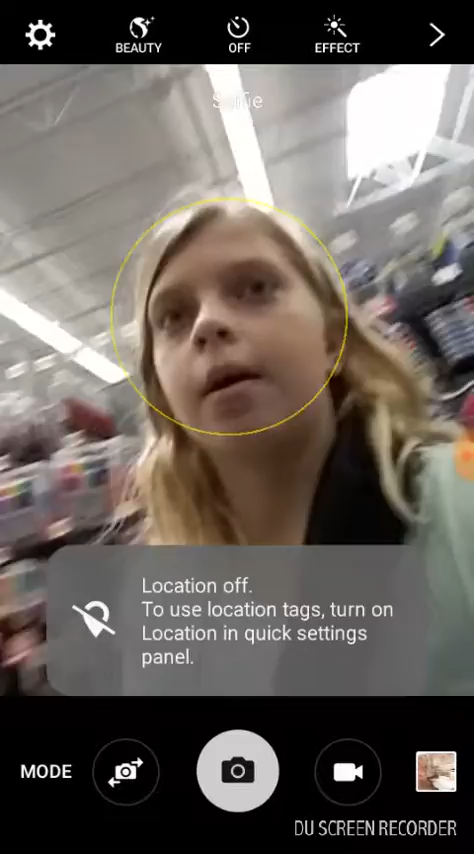 BEAUTY
OFF
EFFECT
Selfie
Location off.
To use location tags, turn on
Location in quick settings
panel.
MODE
DU SCREEN RECORDER